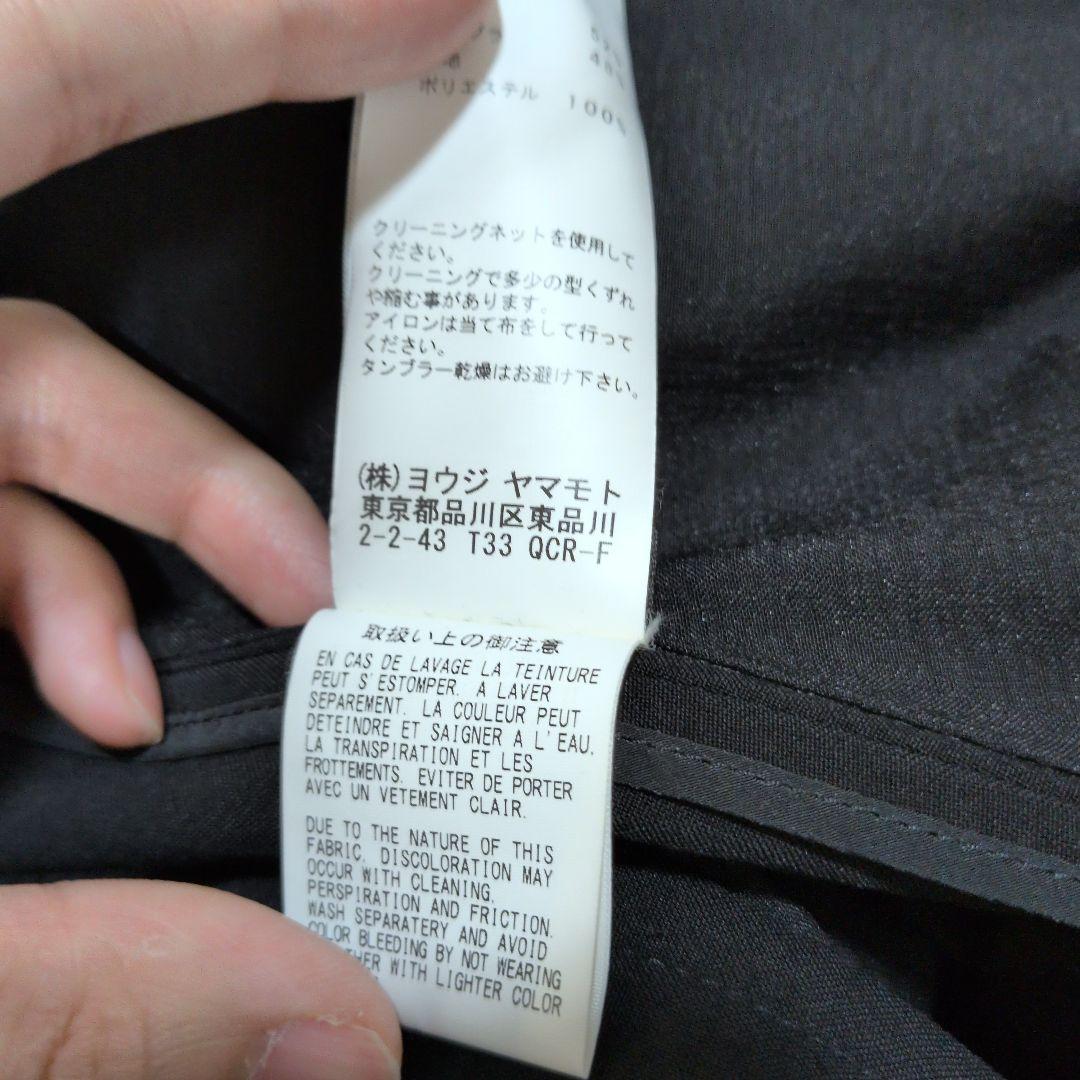 ポリエステル 100%
クリーニングネットを使用して
ください。
クリーニングで多少の型くずれ
や縮む事があります。
アイロンは当て布をして行って
ください。
タンブラー乾燥はお避け下さい。
(株)ヨウジ ヤマモト
東京都品川区東品川
2-2-43 T33 QCR-F
取扱い上の御注意
EN CAS DE LAVAGE LA TEINTURE
PEUT S'ESTOMPER. A LAVER
SEPAREMENT. LA COULEUR PEUT
DETEINDRE ET SAIGNER A L'EAU,
LA TRANSPIRATION ET LES
FROTTEMENTS. EVITER DE PORTER
AVEC UN VETEMENT CLAIR.
DUE TO THE NATURE OF THIS
FABRIC, DISCOLORATION MAY
OCCUR WITH CLEANING,
PERSPIRATION AND FRICTION.
WASH SEPARATERY AND AVOID
COLOR BLEEDING BY NOT WEARING
WITH LIGHTER COLOR